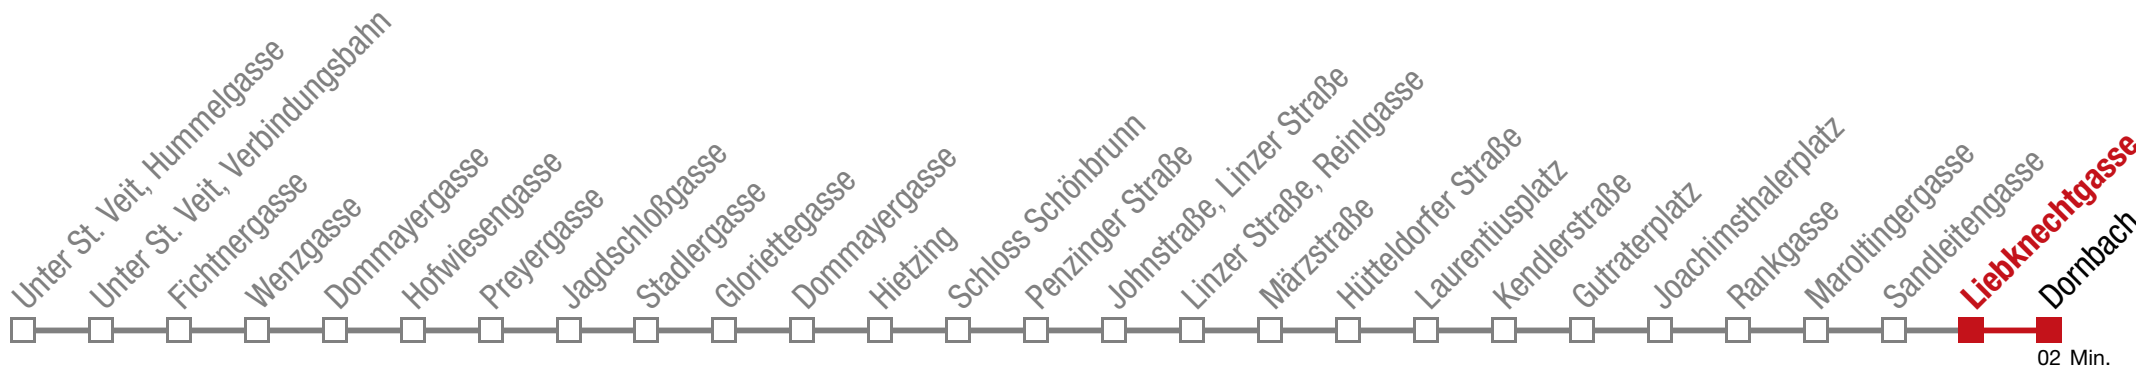 Unter St. Veit, Hummelgasse
Unter St. Veit, Verbindungsbahn
Fichtnergasse
Wenzgasse
Dommayergasse
Hofwiesengasse
Preyergasse
Jagdschloßgasse
Stadlergasse
Gloriettegasse
Dommayergasse
Hietzing
Schloss Schönbrunn
Penzinger Straße
Johnstraße, Linzer Straße
Linzer Straße, Reinlgasse
Märzstraße
Hütteldorfer Straße
Laurentiusplatz
Kendlerstraße
Gutraterplatz
Joachimsthalerplatz
Rankgasse
Maroltingergasse
Sandleitengasse
Liebknechtgasse
Dornbach
02 Min.